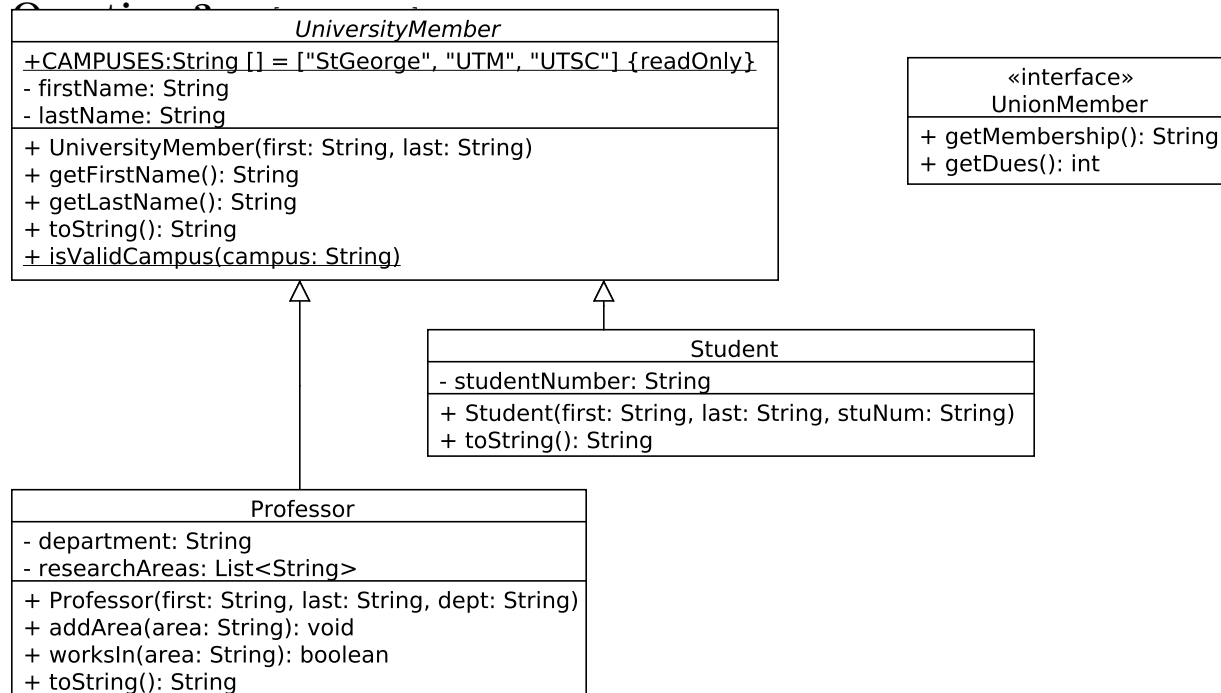 UniversityMember
+CAMPUSES:String [] = ["StGeorge", "UTM", "UTSC"] {readOnly}
- firstName: String
- lastName: String
+ UniversityMember(first: String, last: String)
+ getFirstName(): String
+ getLastName(): String
+ toString(): String
+ isValidCampus(campus: String)
«interface»
UnionMember
+ getMembership(): String
+ getDues(): int
Student
- studentNumber: String
+ Student(first: String, last: String, stuNum: String)
+ toString(): String
Professor
- department: String
- researchAreas: List<String>
+ Professor(first: String, last: String, dept: String)
+ addArea(area: String): void
+ worksIn(area: String): boolean
+ toString(): String